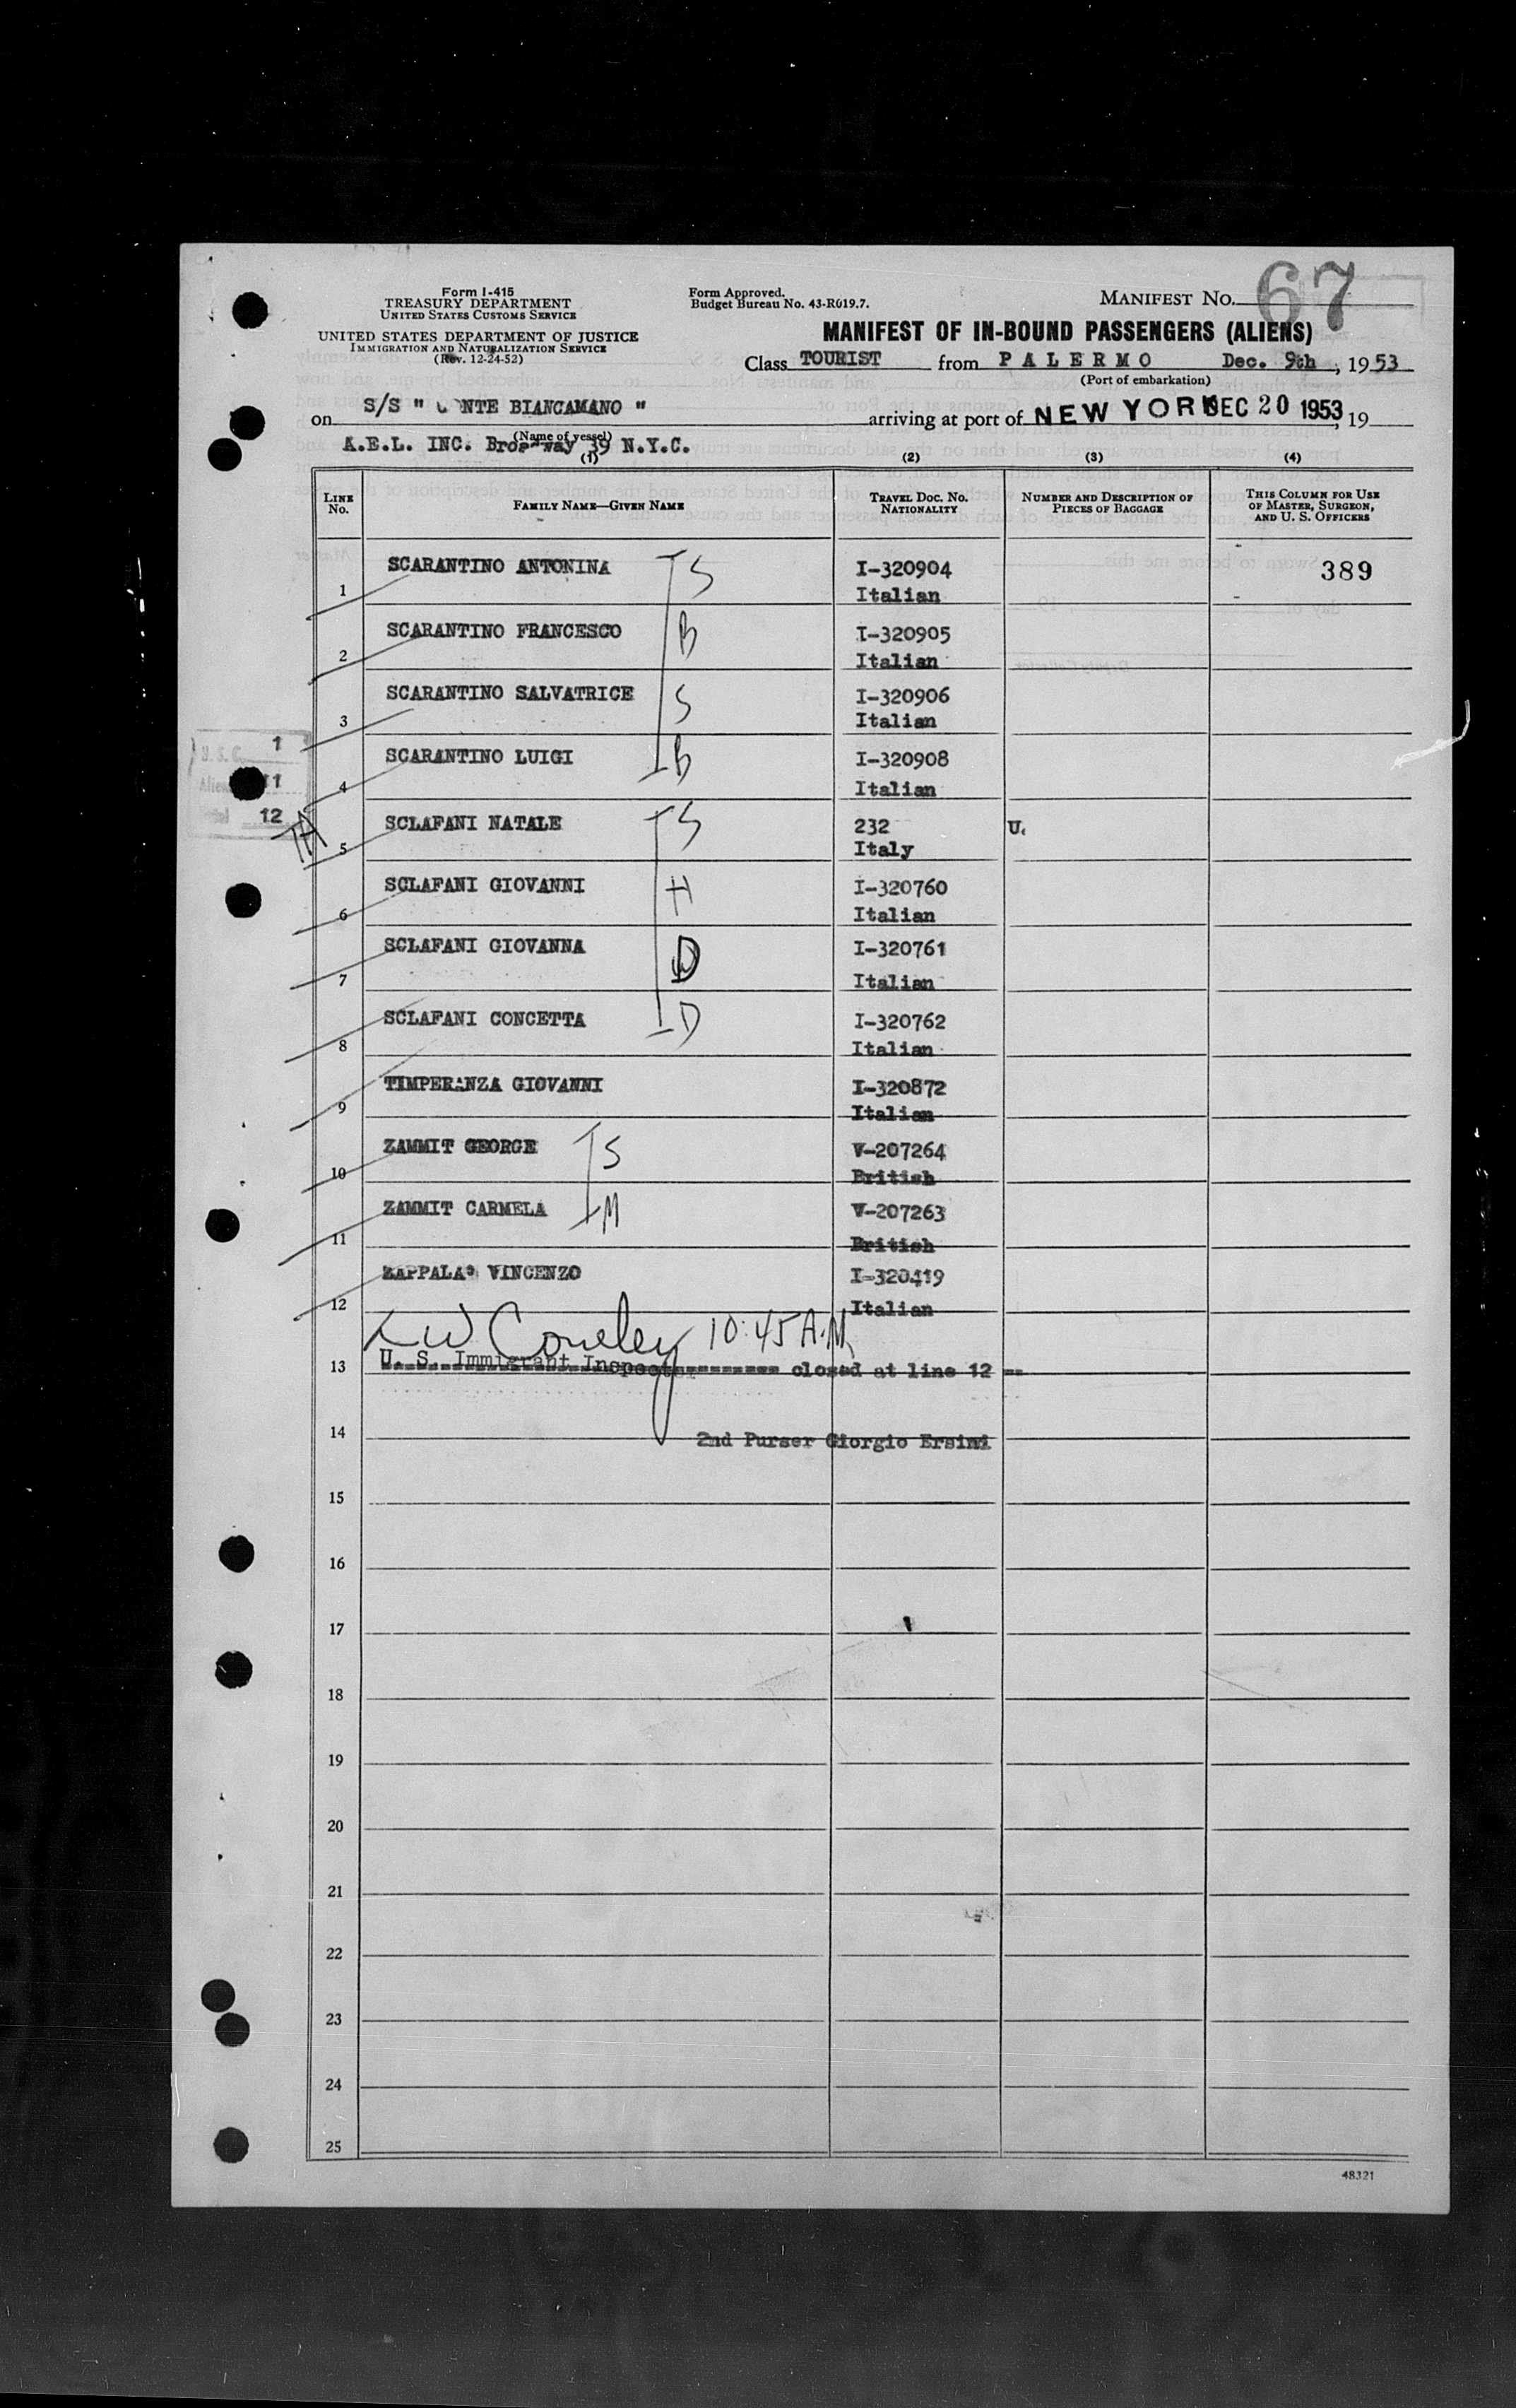 Form I-415
TREASURY DEPARTMENT
UNITED STATES CUSTOMS SERVICE
UNITED STATES DEPARTMENT OF JUSTICE
IMMIGRATION AND NATURALIZATION SERVICE
(Rev. 12-24-52)
Form Approved.
Budget Bureau No. 43-R019.7.
MANIFEST NO. 67
MANIFEST OF IN-BOUND PASSENGERS (ALIENS)
Class TOURIST from PALERMO Dec. 9th, 1953
(Port of embarkation)
on S/S " CONTE BIANCAMANO " arriving at port of NEW YORK DEC 20 1953, 19
(Name of vessel)
A.E.L. INC. Broadway 39 N.Y.C.
(1) (2) (3) (4)
LINE NO. FAMILY NAME—GIVEN NAME TRAVEL DOC. NO. NATIONALITY NUMBER AND DESCRIPTION OF PIECES OF BAGGAGE THIS COLUMN FOR USE OF MASTER, SURGEON, AND U. S. OFFICERS
1 SCARANTINO ANTONINA S I-320904 389
Italian
2 SCARANTINO FRANCESCO B I-320905
Italian
3 SCARANTINO SALVATRICE S I-320906
Italian
U. S. C. 1
4 SCARANTINO LUIGI B I-320908
Italian
11
12
5 SCLAFANI NATALE S 232 U.
Italy
6 SCLAFANI GIOVANNI H I-320760
Italian
7 SCLAFANI GIOVANNA D I-320761
Italian
8 SCLAFANI CONCETTA D I-320762
Italian
9 TIMPERANZA GIOVANNI I-320872
Italian
10 ZAMMIT GEORGE S V-207264
British
11 ZAMMIT CARMELA M V-207263
British
12 ZAPPALA' VINCENZO I-320419
Italian
10:45 A.M.
13 U. S. Immigrant Inspector closed at line 12
14 2nd Purser Giorgio Ersini
15
16
17
18
19
20
21
22
23
24
25
48321